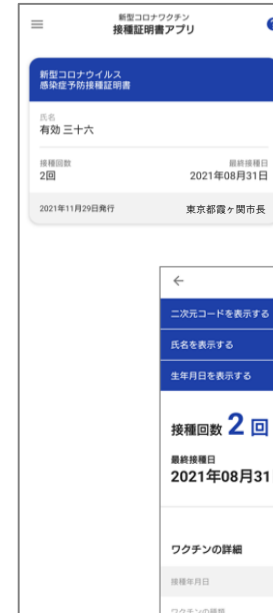 新型コロナワクチン
接種証明書アプリ
新型コロナウイルス
感染症予防接種証明書
氏名
有効 三十六
接種回数
最終接種日
2回
2021年08月31日
2021年11月29日発行
東京都霞ヶ関市長
二次元コードを表示する
氏名を表示する
生年月日を表示する
接種回数 2 回
最終接種日
2021年08月31
ワクチンの詳細
接種年月日
ワクチンの種類